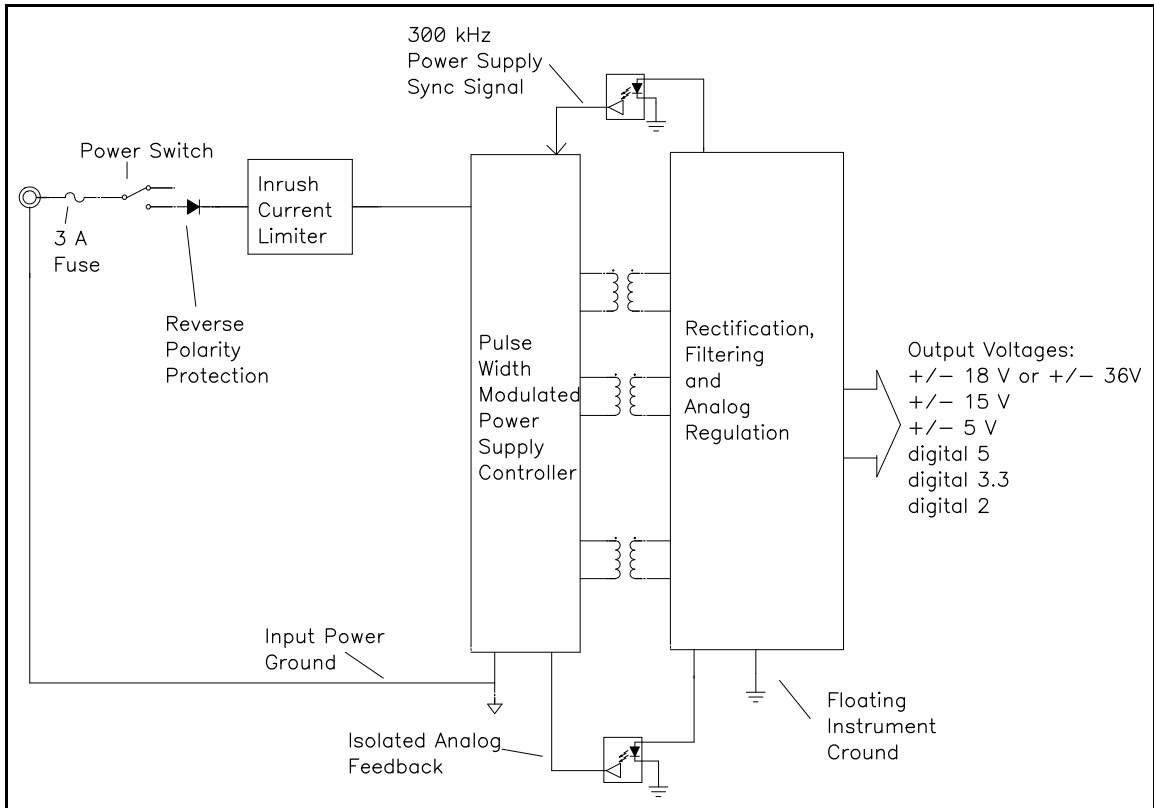 300 kHz
Power Supply
Sync Signal
Power Switch
Inrush
Current
Limiter
3 A
Fuse
Reverse
Polarity
Protection
Pulse
Width
Modulated
Power
Supply
Controller
Rectification,
Filtering
and
Analog
Regulation
Output Voltages:
+/- 18 V or +/- 36V
+/- 15 V
+/- 5 V
digital 5
digital 3.3
digital 2
Input Power
Ground
Floating
Instrument
Ground
Isolated Analog
Feedback